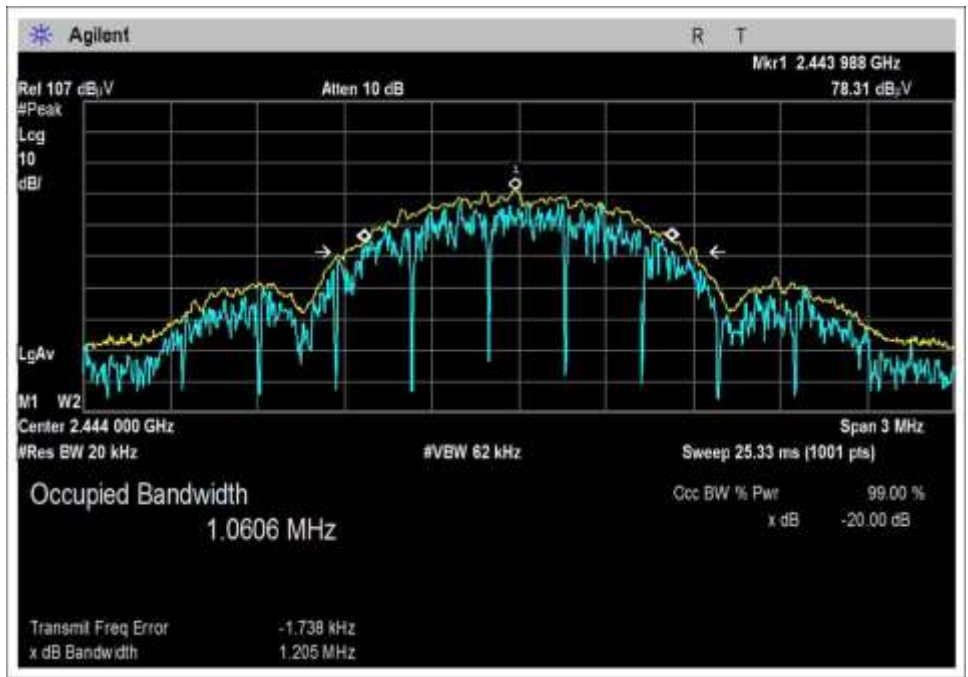 Agilent R T
Mkr1 2.443 988 GHz
Ref 107 dBμV Atten 10 dB 78.31 dBμV
#Peak
Log
10
dB/
1
LgAv
M1 W2
Center 2.444 000 GHz Span 3 MHz
#Res BW 20 kHz #VBW 62 kHz Sweep 25.33 ms (1001 pts)
Occupied Bandwidth Occ BW % Pwr 99.00 %
1.0606 MHz x dB -20.00 dB
Transmit Freq Error -1.738 kHz
x dB Bandwidth 1.205 MHz